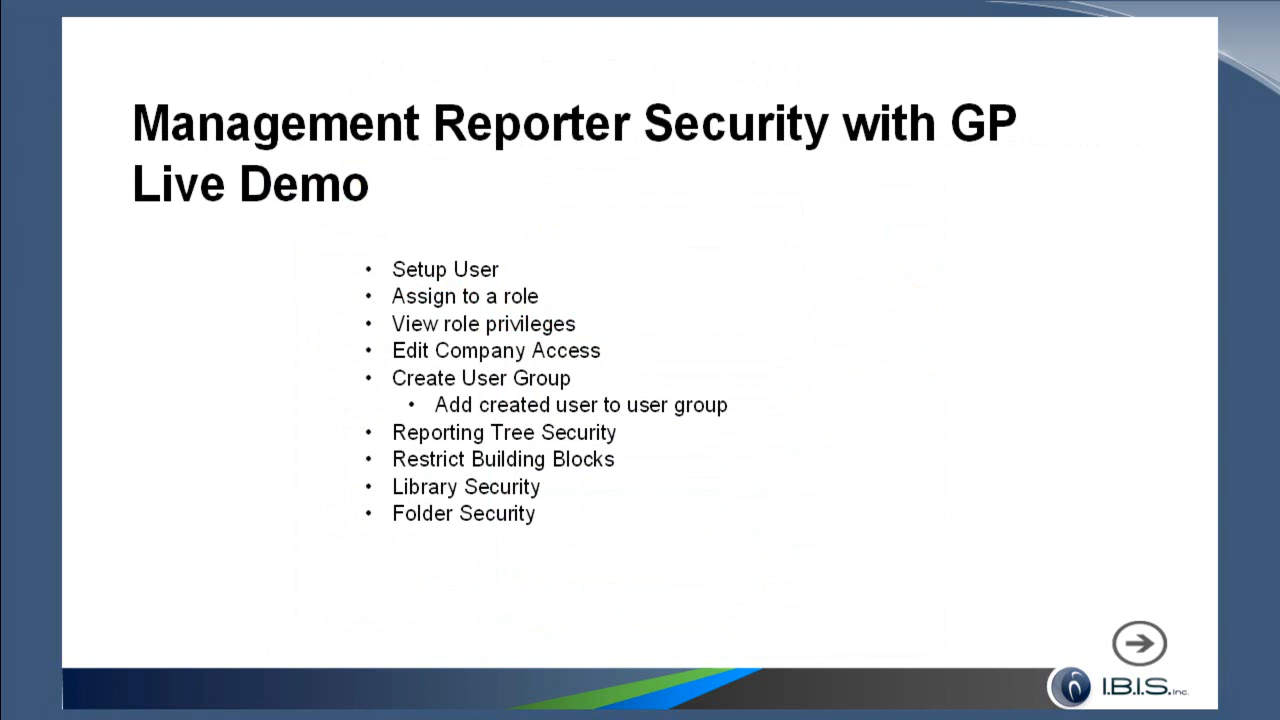 Management Reporter Security with GP
Live Demo
• Setup User
• Assign to a role
• View role privileges
• Edit Company Access
• Create User Group
• Add created user to user group
• Reporting Tree Security
• Restrict Building Blocks
• Library Security
• Folder Security
I.B.I.S. Inc.